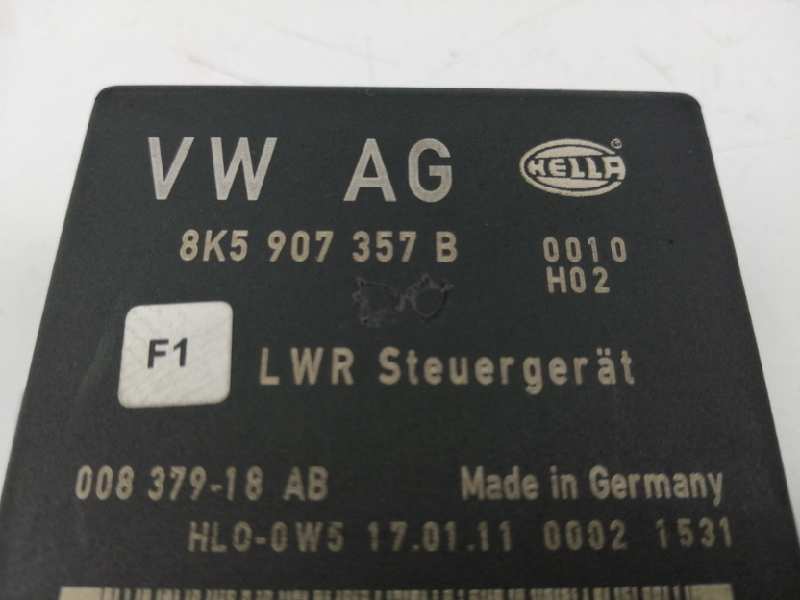 VW AG HELLA®
8K5 907 357 B 0010
H02
F1 LWR Steuergerät
008 379-18 AB Made in Germany
HLO-0W5 17.01.11 0002 1531